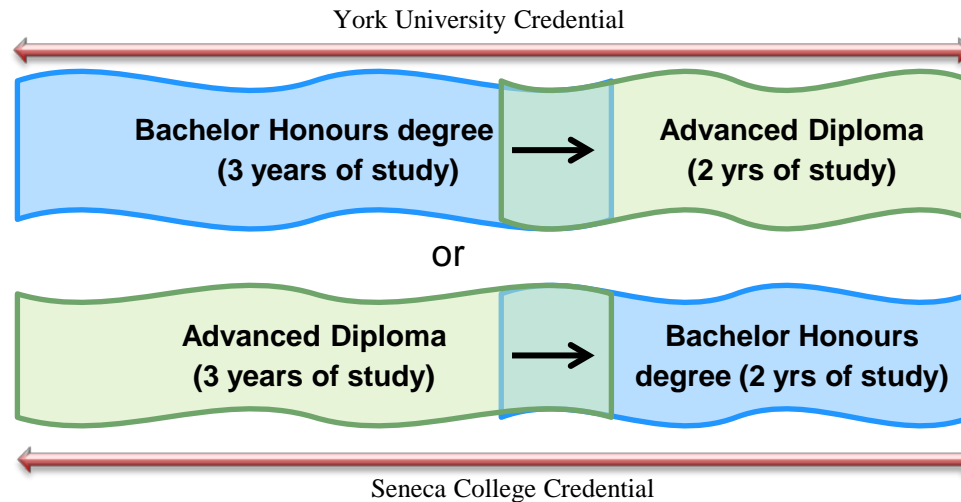 York University Credential
Bachelor Honours degree
(3 years of study)
Advanced Diploma
(2 yrs of study)
or
Advanced Diploma
(3 years of study)
Bachelor Honours
degree (2 yrs of study)
Seneca College Credential